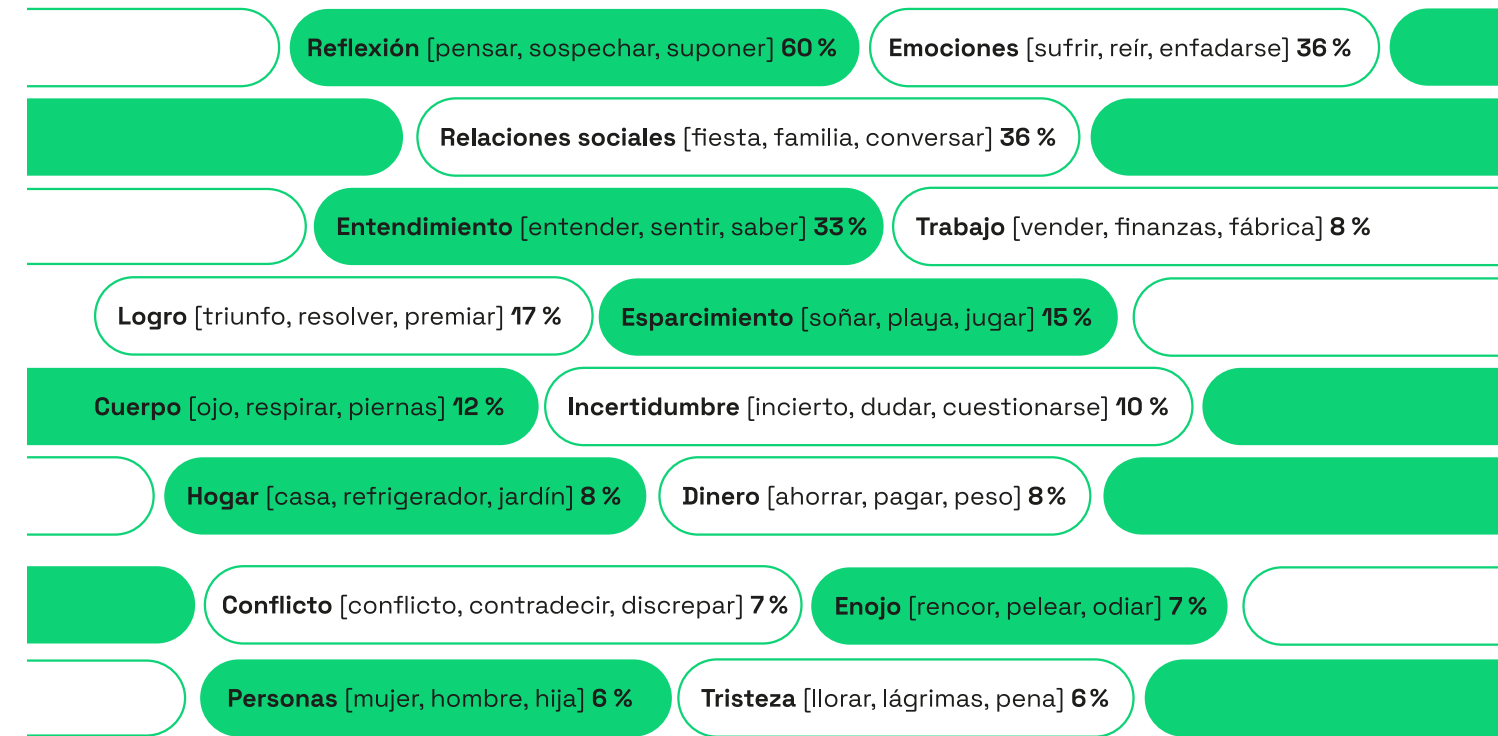 Reflexión [pensar, sospechar, suponer] 60 % Emociones [sufrir, reír, enfadarse] 36 %
Relaciones sociales [fiesta, familia, conversar] 36 %
Entendimiento [entender, sentir, saber] 33 % Trabajo [vender, finanzas, fábrica] 8 %
Logro [triunfo, resolver, premiar] 17 % Esparcimiento [soñar, playa, jugar] 15 %
Cuerpo [ojo, respirar, piernas] 12 % Incertidumbre [incierto, dudar, cuestionarse] 10 %
Hogar [casa, refrigerador, jardín] 8 % Dinero [ahorrar, pagar, peso] 8 %
Conflicto [conflicto, contradecir, discrepar] 7 % Enojo [rencor, pelear, odiar] 7 %
Personas [mujer, hombre, hija] 6 % Tristeza [llorar, lágrimas, pena] 6 %